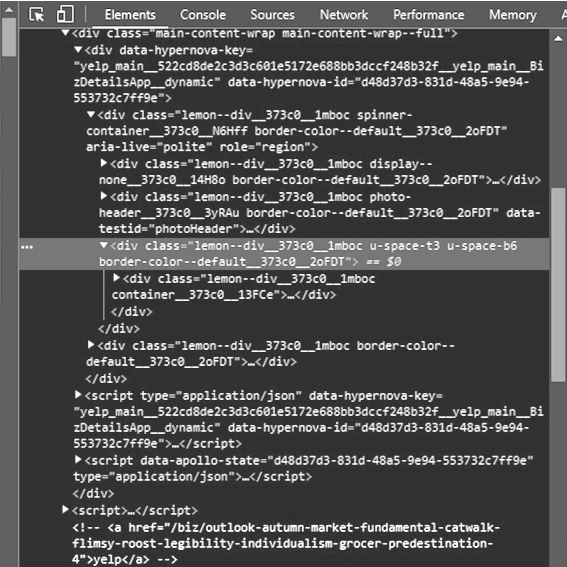 Elements Console Sources Network Performance Memory
<div class="main-content-wrap main-content-wrap--full">
▼<div data-hypernova-key=
"yelp_main__522cd8de2c3d3c601e5172e688bb3dccf248b32f__yelp_main__Bi
zDetailsApp__dynamic" data-hypernova-id="d48d37d3-831d-48a5-9e94-
553732c7ff9e">
▼<div class="lemon--div__373c0__1mboc spinner-
container__373c0__N6Hff border-color--default__373c0__2oFDT"
aria-live="polite" role="region">
▶<div class="lemon--div__373c0__1mboc display--
none__373c0__14H8o border-color--default__373c0__2oFDT">…</div>
▶<div class="lemon--div__373c0__1mboc photo-
header__373c0__3yRAu border-color--default__373c0__2oFDT" data-
testid="photoHeader">…</div>
▼<div class="lemon--div__373c0__1mboc u-space-t3 u-space-b6
border-color--default__373c0__2oFDT"> == $0
▶<div class="lemon--div__373c0__1mboc
container__373c0__13FCe">…</div>
</div>
</div>
▶<div class="lemon--div__373c0__1mboc border-color--
default__373c0__2oFDT">…</div>
</div>
▶<script type="application/json" data-hypernova-key=
"yelp_main__522cd8de2c3d3c601e5172e688bb3dccf248b32f__yelp_main__Bi
zDetailsApp__dynamic" data-hypernova-id="d48d37d3-831d-48a5-9e94-
553732c7ff9e">…</script>
▶<script data-apollo-state="d48d37d3-831d-48a5-9e94-553732c7ff9e"
type="application/json">…</script>
</div>
▶<script>…</script>
<!-- <a href="/biz/outlook-autumn-market-fundamental-catwalk-
flimsy-roost-legibility-individualism-grocer-predestination-
4">yelp</a> -->